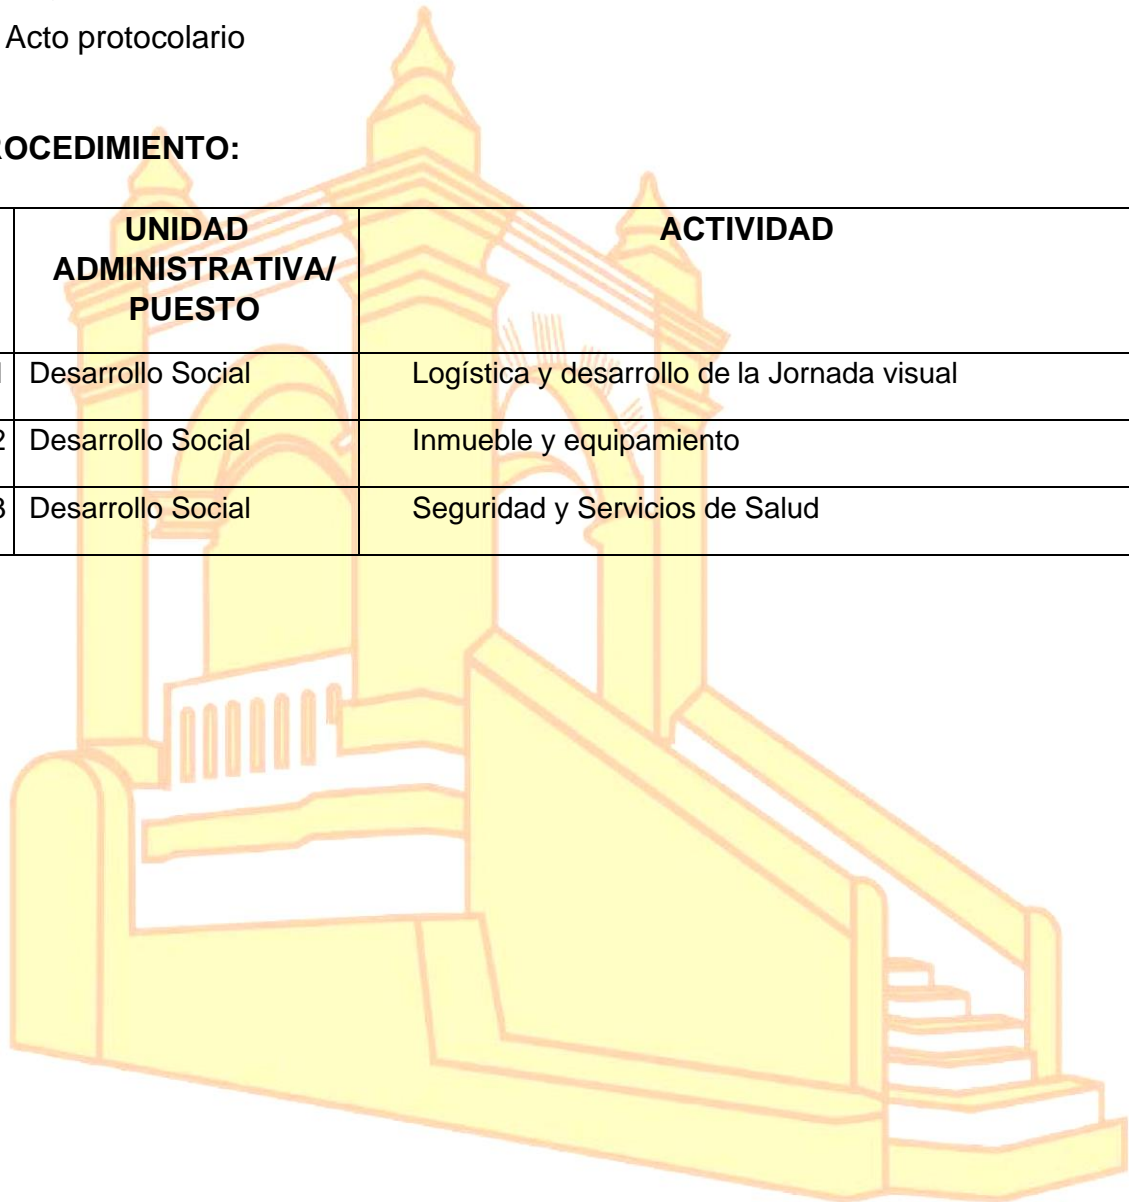 Acto protocolario
ROCEDIMIENTO:
UNIDAD
ADMINISTRATIVA/
PUESTO
ACTIVIDAD
1 Desarrollo Social Logística y desarrollo de la Jornada visual
2 Desarrollo Social Inmueble y equipamiento
3 Desarrollo Social Seguridad y Servicios de Salud